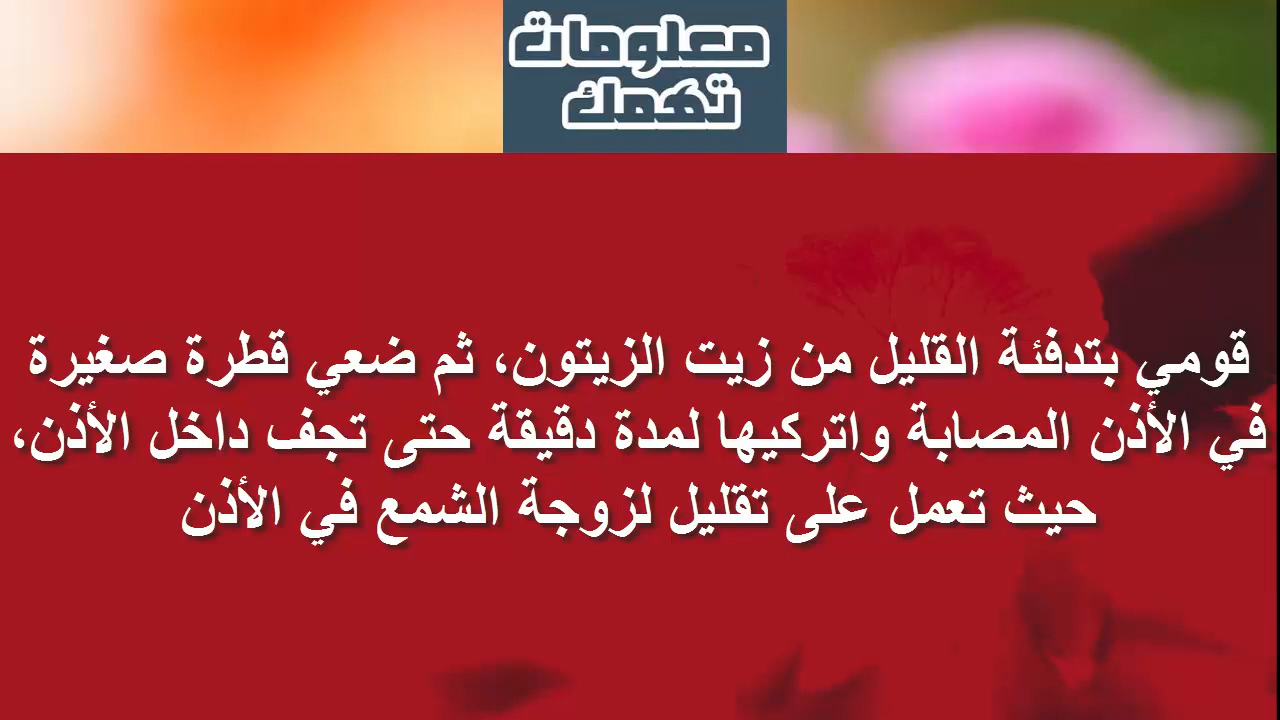 معلومات
تهمك
قومي بتدفئة القليل من زيت الزيتون، ثم ضعي قطرة صغيرة
في الأذن المصابة واتركيها لمدة دقيقة حتى تجف داخل الأذن،
حيث تعمل على تقليل لزوجة الشمع في الأذن